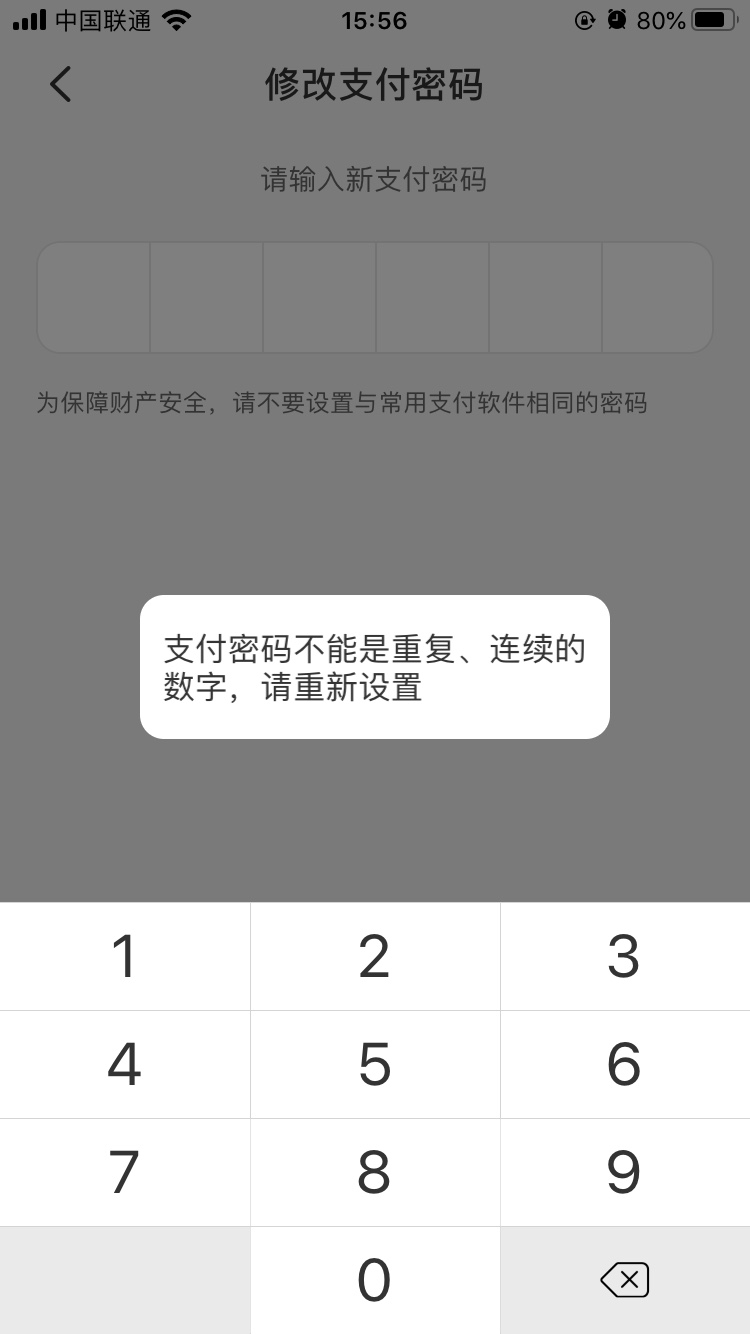 中国联通
15:56
80%
修改支付密码
请输入新支付密码
为保障财产安全，请不要设置与常用支付软件相同的密码
支付密码不能是重复、连续的
数字，请重新设置
1 2 3
4 5 6
7 8 9
0